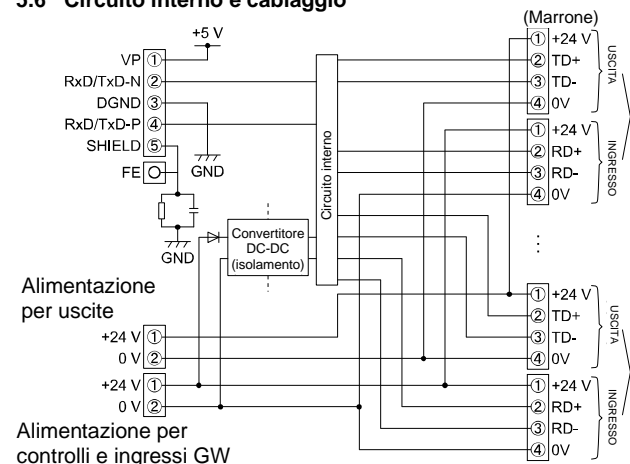 5.6 Circuito interno e cablaggio
+5 V
VP ①
RxD/TxD-N ②
DGND ③
RxD/TxD-P ④
SHIELD ⑤
FE
GND
GND
Circuito interno
Convertitore
DC-DC
(isolamento)
Alimentazione
per uscite
+24 V ①
0 V ②
+24 V ①
0 V ②
Alimentazione per
controlli e ingressi GW
(Marrone)
① +24 V
② TD+
③ TD-
④ 0V
USCITA
① +24 V
② RD+
③ RD-
④ 0V
INGRESSO
① +24 V
② TD+
③ TD-
④ 0V
USCITA
① +24 V
② RD+
③ RD-
④ 0V
INGRESSO